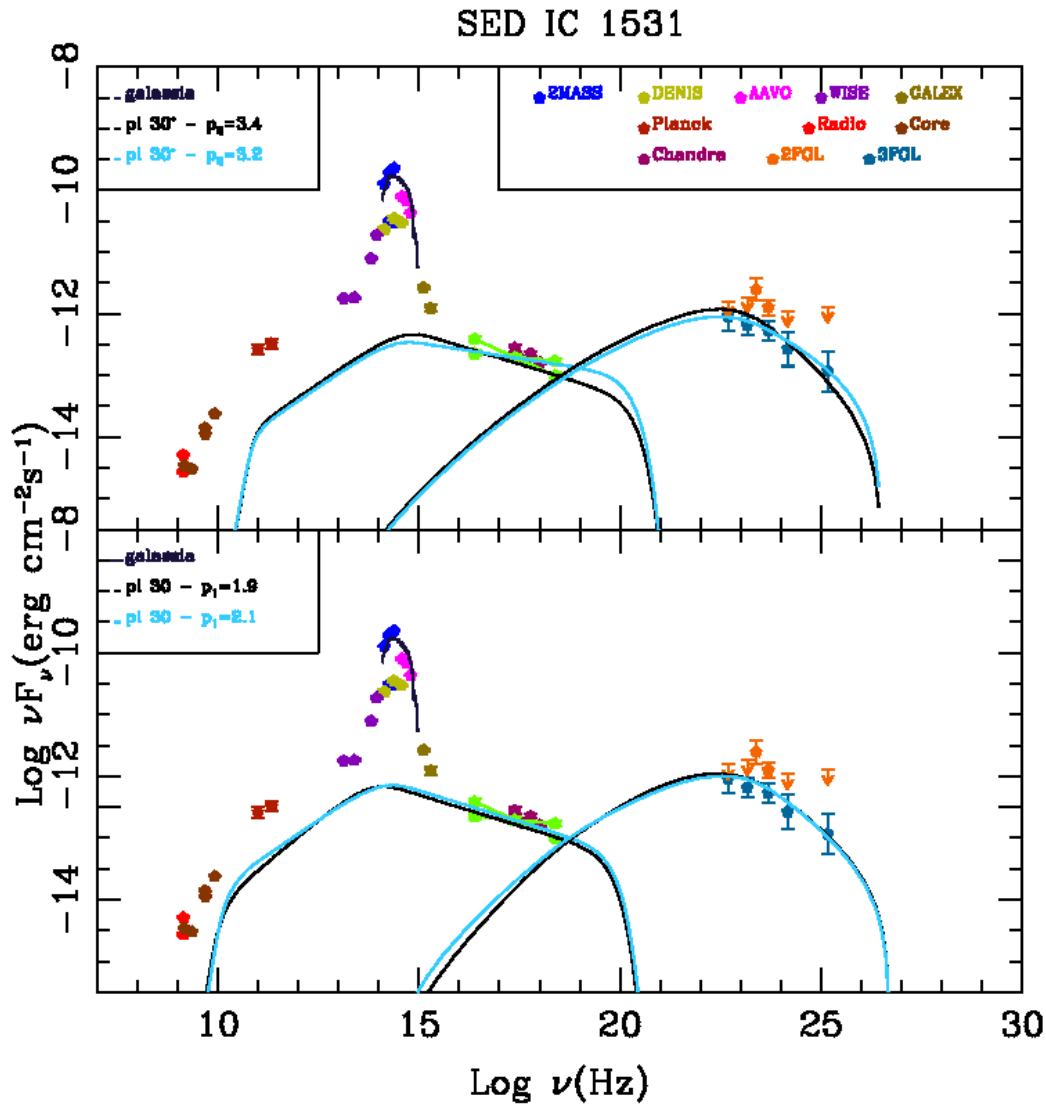 SED IC 1531
galassia
pl 30° - p₂=3.4
pl 30° - p₂=3.2
2MASS DENIS AAVO WISE GALEX
Planck Radio Core
Chandra 2FGL 3FGL
-8
-10
-12
-14
-8
galassia
pl 30 - p₁=1.9
pl 30 - p₁=2.1
-10
-12
-14
10 15 20 25 30
Log νFν(erg cm⁻²s⁻¹)
Log ν(Hz)